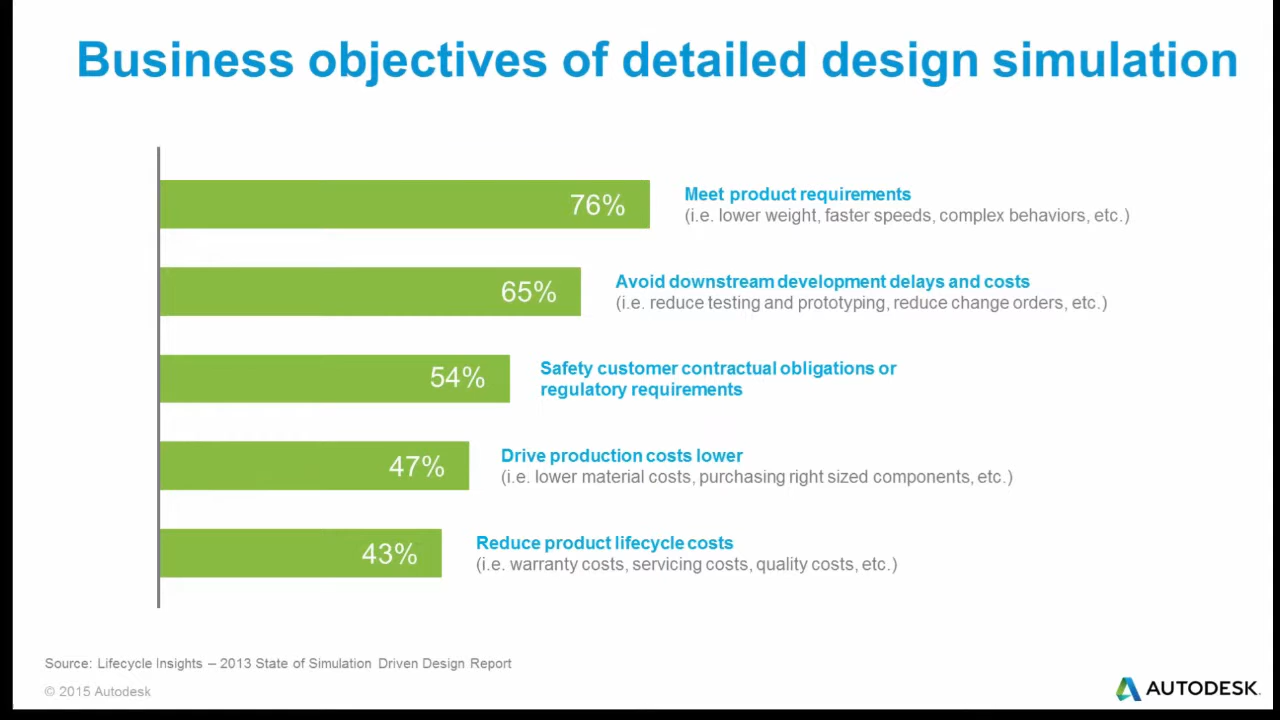 Business objectives of detailed design simulation
76%
Meet product requirements
(i.e. lower weight, faster speeds, complex behaviors, etc.)
65%
Avoid downstream development delays and costs
(i.e. reduce testing and prototyping, reduce change orders, etc.)
54%
Safety customer contractual obligations or
regulatory requirements
47%
Drive production costs lower
(i.e. lower material costs, purchasing right sized components, etc.)
43%
Reduce product lifecycle costs
(i.e. warranty costs, servicing costs, quality costs, etc.)
Source: Lifecycle Insights – 2013 State of Simulation Driven Design Report
© 2015 Autodesk
AUTODESK.